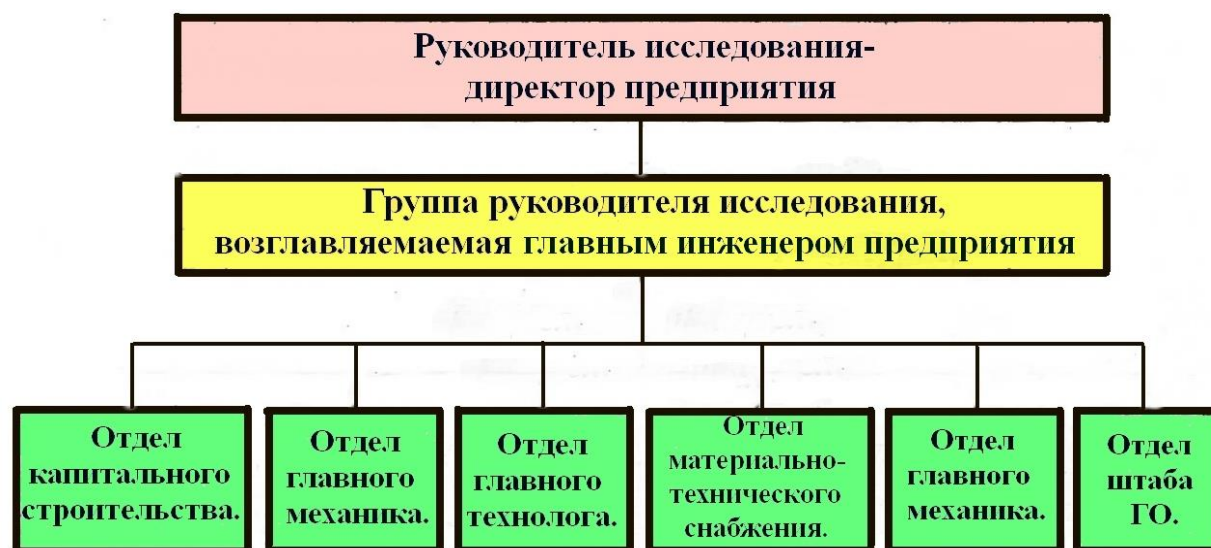 Руководитель исследования-
директор предприятия
Группа руководителя исследования,
возглавляемаемая главным инженером предприятия
Отдел
капитального
строительства.
Отдел
главного
механика.
Отдел
главного
технолога.
Отдел
материально-
технического
снабжения.
Отдел
главного
механика.
Отдел
штаба
ГО.